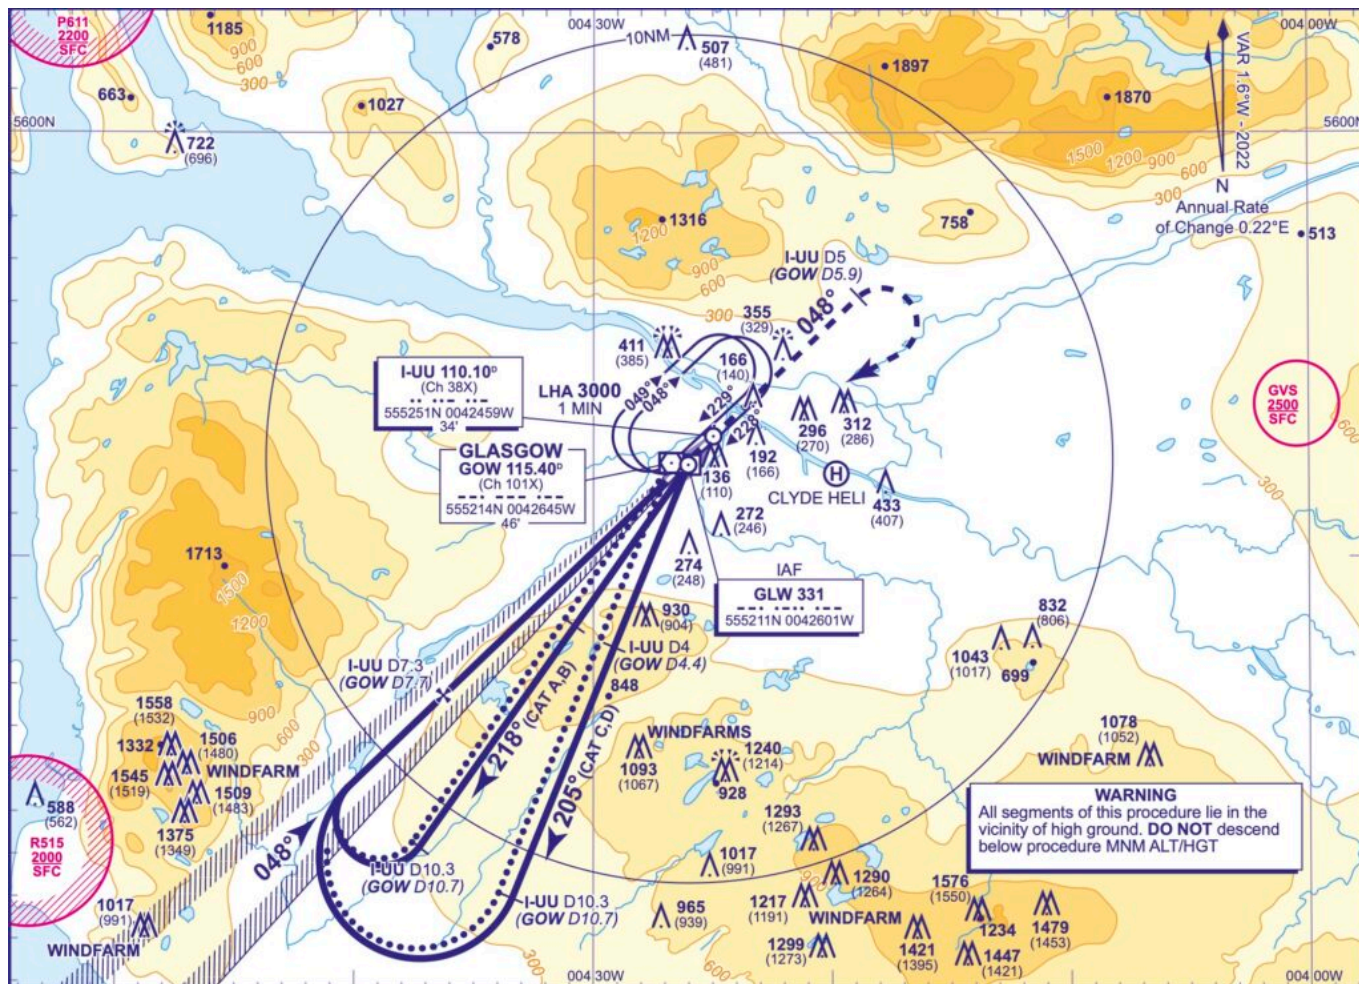 P611
2200
SFC
1185
900
600
300
578
004 30W
10NM
507
(481)
1897
1870
004 00W
VAR 1.6°W - 2022
663
1027
5600N
722
(696)
1500
1200
900
600
300
5600N
N
Annual Rate
of Change 0.22°E
513
1316
1200
900
600
300
758
I-UU D5
(GOW D5.9)
048°
355
(329)
411
(385)
166
(140)
I-UU 110.10D
(Ch 38X)
555251N 0042459W
34'
LHA 3000
1 MIN
049°
048°
229°
228°
296
(270)
312
(286)
192
(166)
GVS
2500
SFC
600
GLASGOW
GOW 115.40D
(Ch 101X)
555214N 0042645W
46'
136
(110)
H
CLYDE HELI
433
(407)
300
272
(246)
274
(248)
IAF
GLW 331
555211N 0042601W
1713
1500
1200
900
600
300
930
(904)
I-UU D4
(GOW D4.4)
848
832
(806)
1043
(1017)
699
I-UU D7.3
(GOW D7.7)
218° (CAT A,B)
205° (CAT C,D)
1558
(1532)
1332
1506
(1480)
1545
(1519)
WINDFARM
1509
(1483)
1375
(1349)
WINDFARMS
1093
(1067)
1240
(1214)
928
1078
(1052)
WINDFARM
588
(562)
R515
2000
SFC
048°
I-UU D10.3
(GOW D10.7)
I-UU D10.3
(GOW D10.7)
1293
(1267)
1017
(991)
1290
(1264)
WARNING
All segments of this procedure lie in the
vicinity of high ground. DO NOT descend
below procedure MNM ALT/HGT
1017
(991)
WINDFARM
965
(939)
1217
(1191)
WINDFARM
1299
(1273)
1576
(1550)
1234
1421
(1395)
1447
(1421)
1479
(1453)
300
600
004 30W
300
004 00W